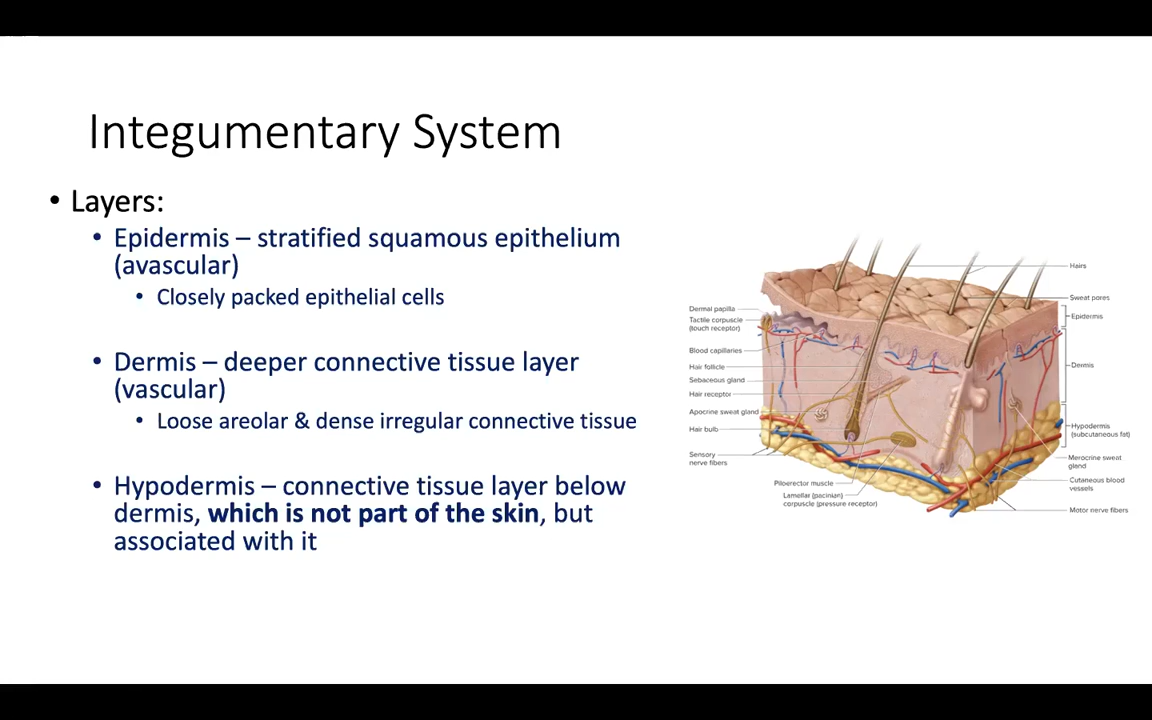 Integumentary System
• Layers:
• Epidermis – stratified squamous epithelium
(avascular)
• Closely packed epithelial cells
• Dermis – deeper connective tissue layer
(vascular)
• Loose areolar & dense irregular connective tissue
• Hypodermis – connective tissue layer below
dermis, which is not part of the skin, but
associated with it
Dermal papilla
Tactile corpuscle
(touch receptor)
Blood capillaries
Hair follicle
Sebaceous gland
Hair receptor
Apocrine sweat gland
Hair bulb
Sensory
nerve fibers
Piloerector muscle
Lamellar (pacinian)
corpuscle (pressure receptor)
Hairs
Sweat pores
Epidermis
Dermis
Hypodermis
(subcutaneous fat)
Merocrine sweat
gland
Cutaneous blood
vessels
Motor nerve fibers